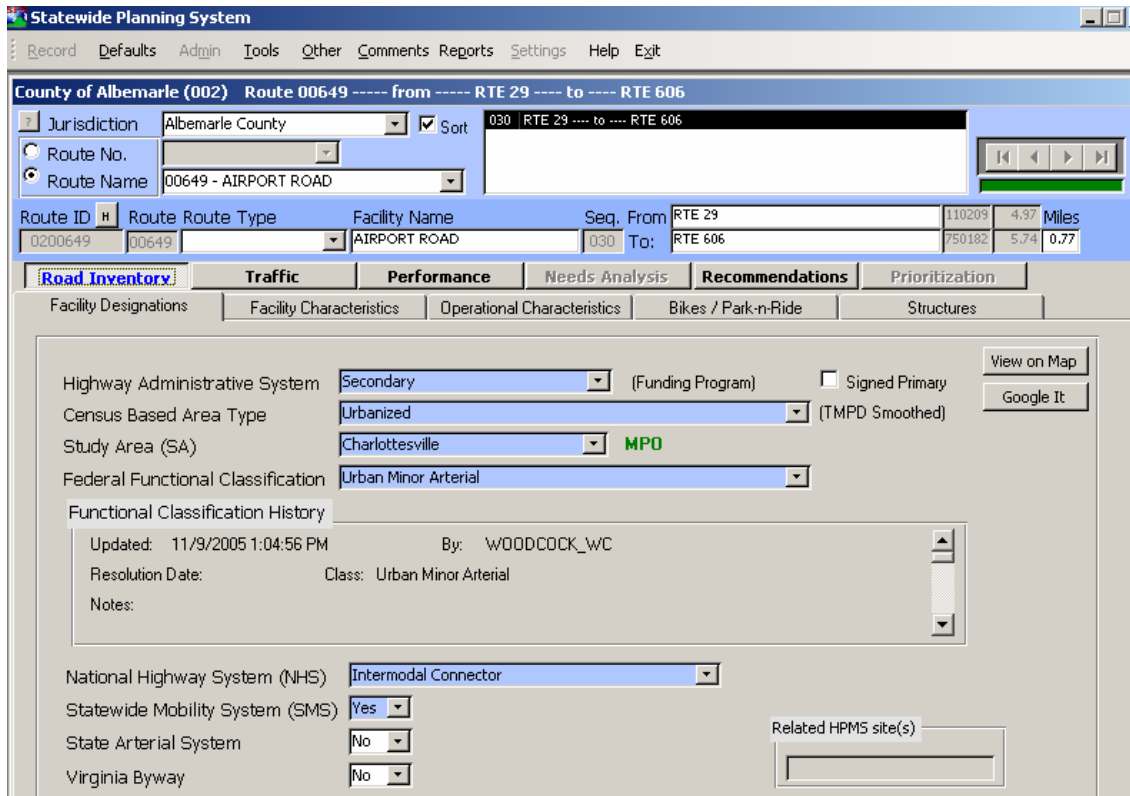 Statewide Planning System
Record Defaults Admin Tools Other Comments Reports Settings Help Exit
County of Albemarle (002) Route 00649 ----- from ----- RTE 29 ---- to ---- RTE 606
? Jurisdiction Albemarle County Sort 030 RTE 29 ---- to ---- RTE 606
Route No.
Route Name 00649 - AIRPORT ROAD
Route ID H Route Route Type Facility Name Seq. From RTE 29 110209 4.97 Miles
0200649 00649 AIRPORT ROAD 030 To: RTE 606 750182 5.74 0.77
Road Inventory Traffic Performance Needs Analysis Recommendations Prioritization
Facility Designations Facility Characteristics Operational Characteristics Bikes / Park-n-Ride Structures
View on Map
Highway Administrative System Secondary (Funding Program) Signed Primary
Google It
Census Based Area Type Urbanized (TMPD Smoothed)
Study Area (SA) Charlottesville MPO
Federal Functional Classification Urban Minor Arterial
Functional Classification History
Updated: 11/9/2005 1:04:56 PM By: WOODCOCK_WC
Resolution Date: Class: Urban Minor Arterial
Notes:
National Highway System (NHS) Intermodal Connector
Statewide Mobility System (SMS) Yes
Related HPMS site(s)
State Arterial System No
Virginia Byway No